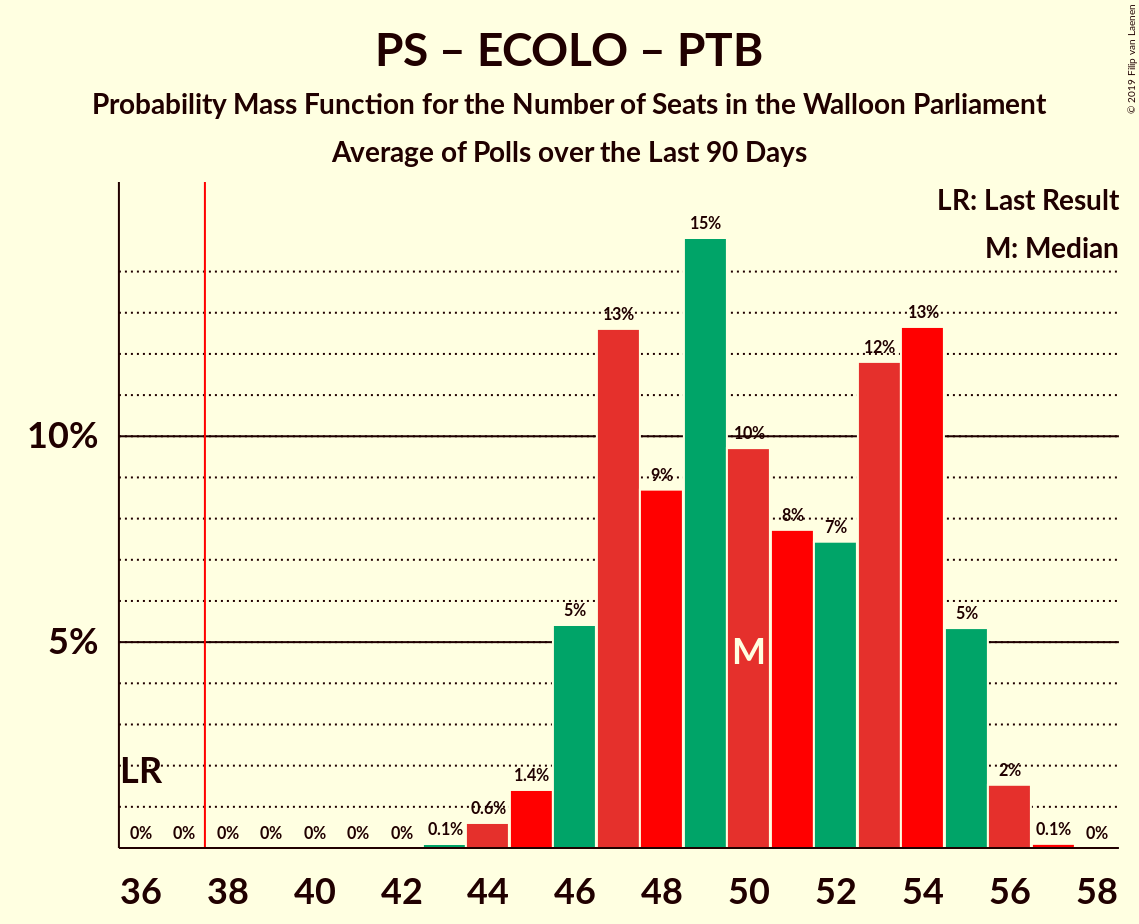 PS – ECOLO – PTB
Probability Mass Function for the Number of Seats in the Walloon Parliament
Average of Polls over the Last 90 Days
© 2019 Filip van Laenen
LR: Last Result
M: Median
10%
5%
LR
M
0% 0% 0% 0% 0% 0% 0% 0.1% 0.6% 1.4% 5% 13% 9% 15% 10% 8% 7% 12% 13% 5% 2% 0.1% 0%
36 38 40 42 44 46 48 50 52 54 56 58